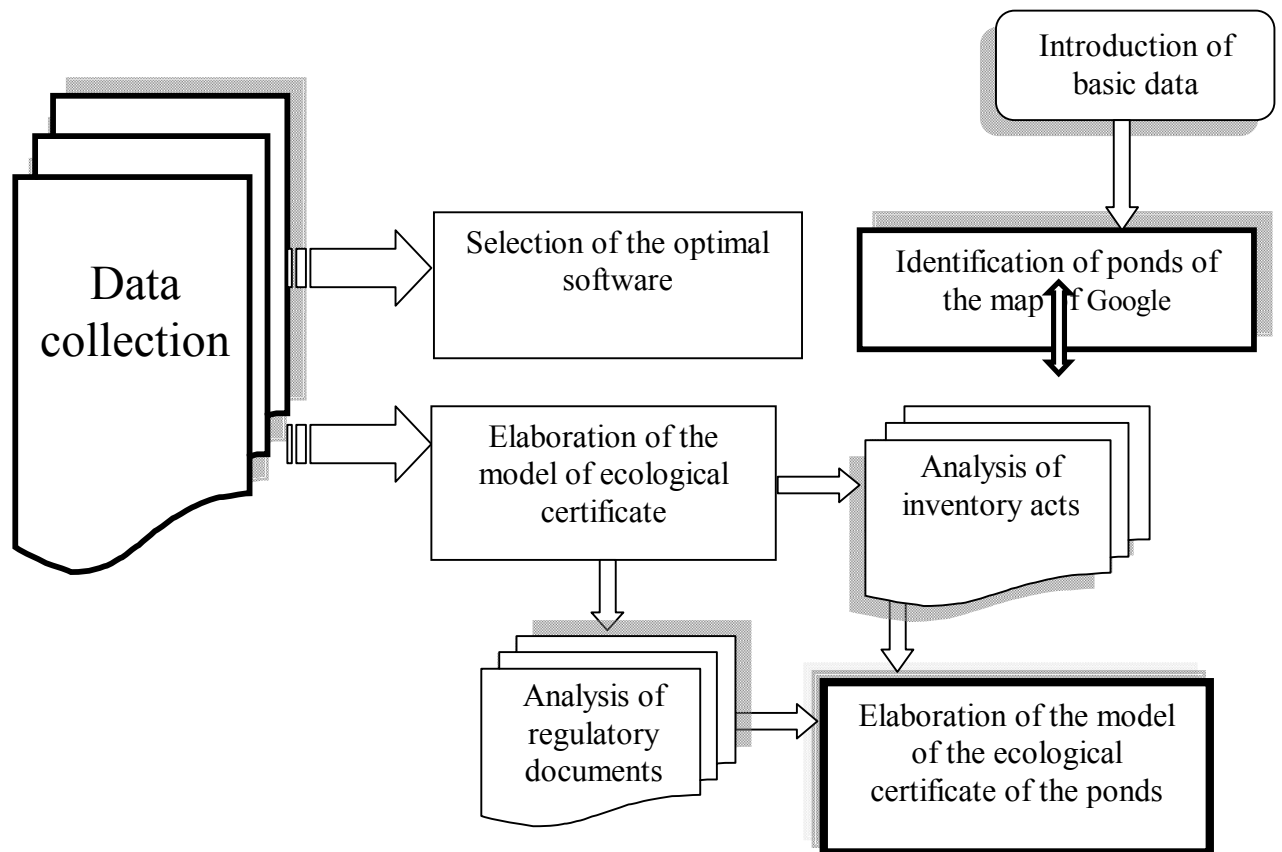 Introduction of
basic data
Data
collection
Selection of the optimal
software
Identification of ponds of
the map of Google
Elaboration of the
model of ecological
certificate
Analysis of
inventory acts
Analysis of
regulatory
documents
Elaboration of the model
of the ecological
certificate of the ponds